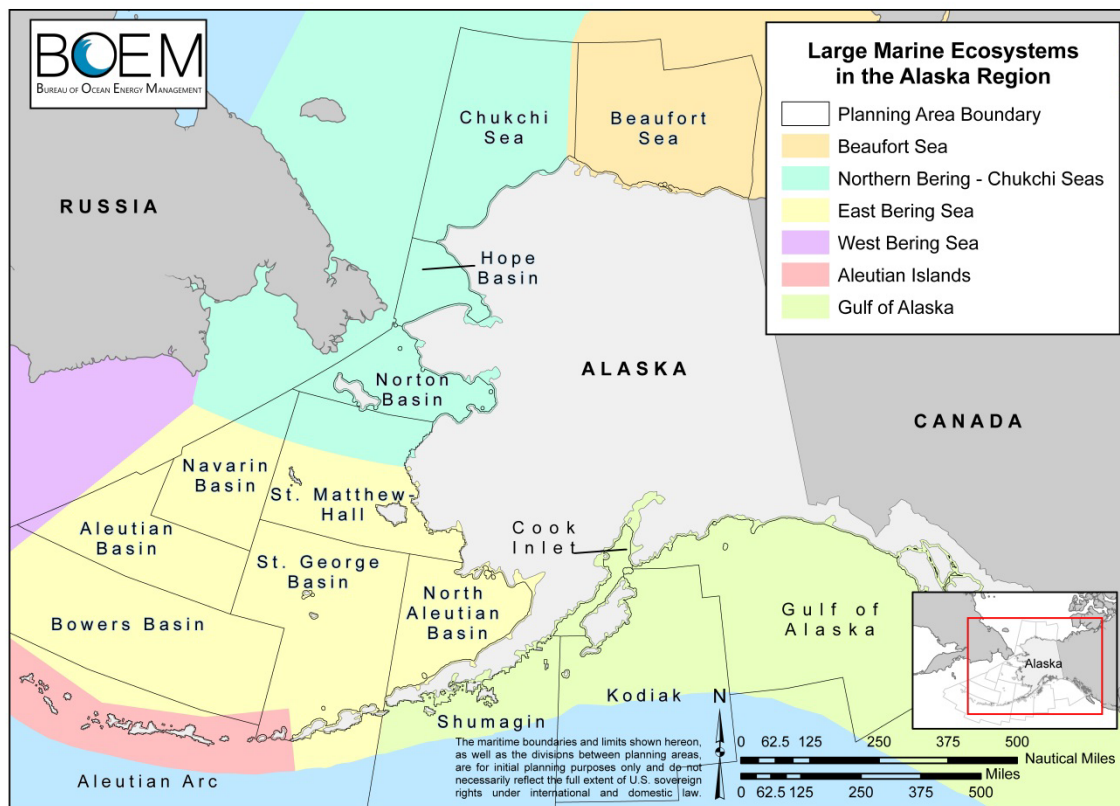 BOEM
BUREAU OF OCEAN ENERGY MANAGEMENT
Large Marine Ecosystems
in the Alaska Region
Planning Area Boundary
Beaufort Sea
Northern Bering - Chukchi Seas
East Bering Sea
West Bering Sea
Aleutian Islands
Gulf of Alaska
Chukchi
Sea
Beaufort
Sea
RUSSIA
Hope
Basin
ALASKA
Norton
Basin
CANADA
Navarin
Basin
St. Matthew-
Hall
Aleutian
Basin
Cook
Inlet
St. George
Basin
North
Aleutian
Basin
Bowers Basin
Gulf of
Alaska
Alaska
Kodiak
Shumagin
Aleutian Arc
The maritime boundaries and limits shown hereon,
as well as the divisions between planning areas,
are for initial planning purposes only and do not
necessarily reflect the full extent of U.S. sovereign
rights under international and domestic law.
N
0 62.5 125 250 375 500
Nautical Miles
Miles
0 62.5 125 250 375 500